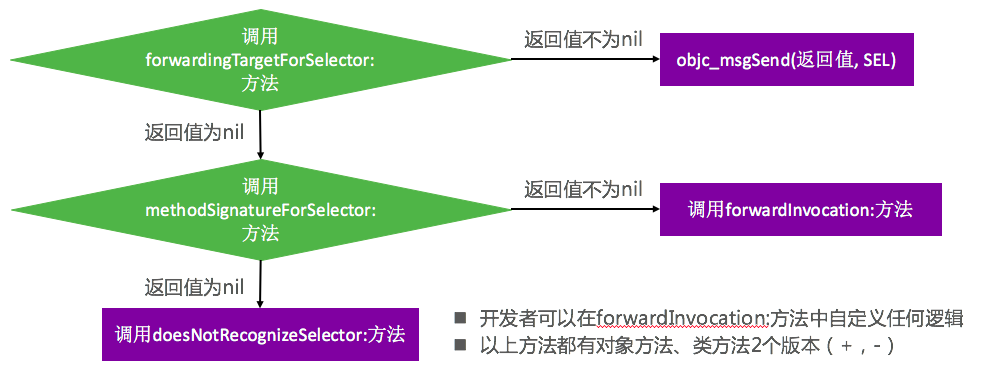 调用
forwardingTargetForSelector:
方法
返回值不为nil
objc_msgSend(返回值, SEL)
返回值为nil
调用
methodSignatureForSelector:
方法
返回值不为nil
调用forwardInvocation:方法
返回值为nil
调用doesNotRecognizeSelector:方法
■ 开发者可以在forwardInvocation:方法中自定义任何逻辑
■ 以上方法都有对象方法、类方法2个版本（+，-）